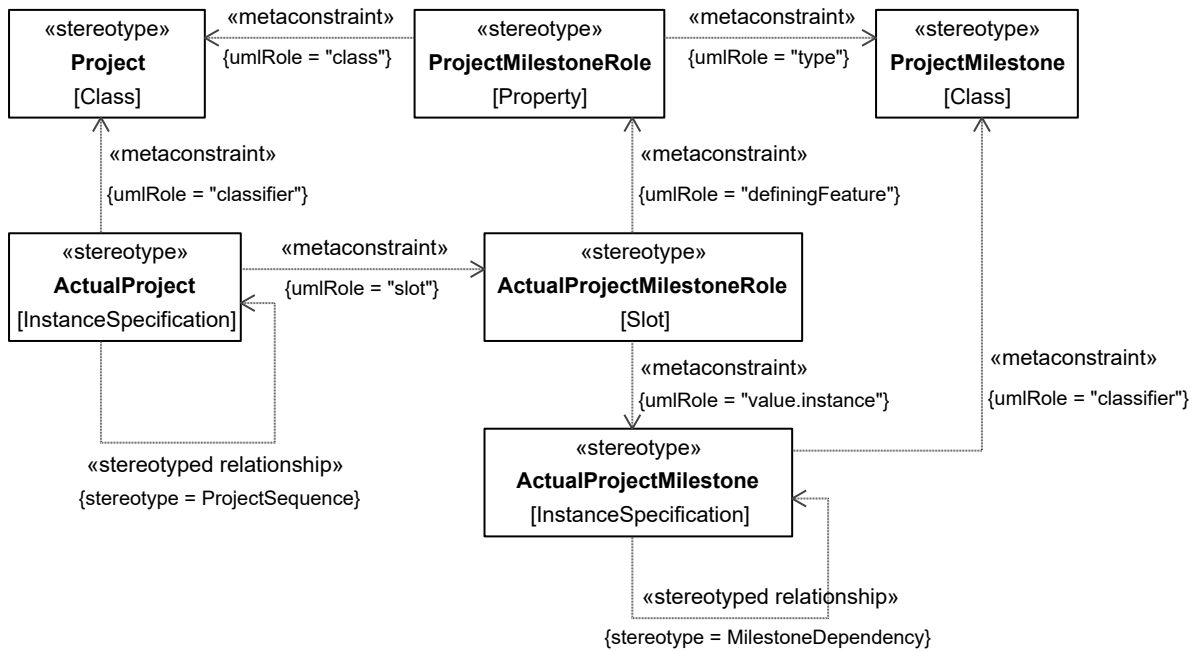 «stereotype»
Project
[Class]
«metaconstraint»
{umlRole = "class"}
«stereotype»
ProjectMilestoneRole
[Property]
«metaconstraint»
{umlRole = "type"}
«stereotype»
ProjectMilestone
[Class]
«metaconstraint»
{umlRole = "classifier"}
«metaconstraint»
{umlRole = "definingFeature"}
«stereotype»
ActualProject
[InstanceSpecification]
«metaconstraint»
{umlRole = "slot"}
«stereotype»
ActualProjectMilestoneRole
[Slot]
«metaconstraint»
{umlRole = "value.instance"}
«metaconstraint»
{umlRole = "classifier"}
«stereotyped relationship»
{stereotype = ProjectSequence}
«stereotype»
ActualProjectMilestone
[InstanceSpecification]
«stereotyped relationship»
{stereotype = MilestoneDependency}